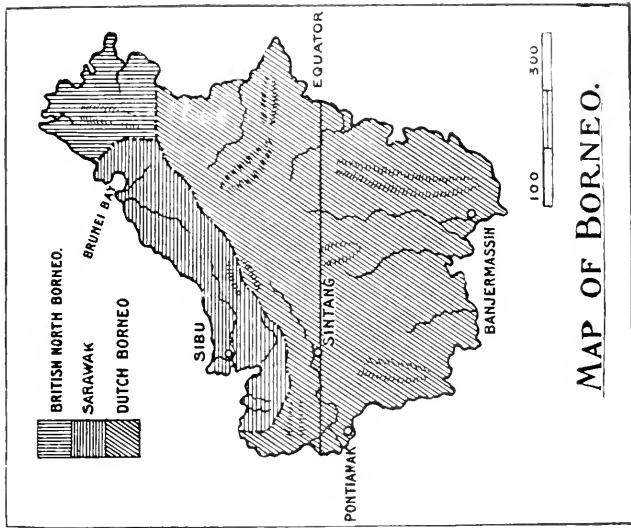 BRITISH NORTH BORNEO.
SARAWAK
DUTCH BORNEO
BRUNEI BAY
SIBU
EQUATOR
SINTANG
PONTIANAK
BANJERMASSIN
100 300
MAP OF BORNEO.